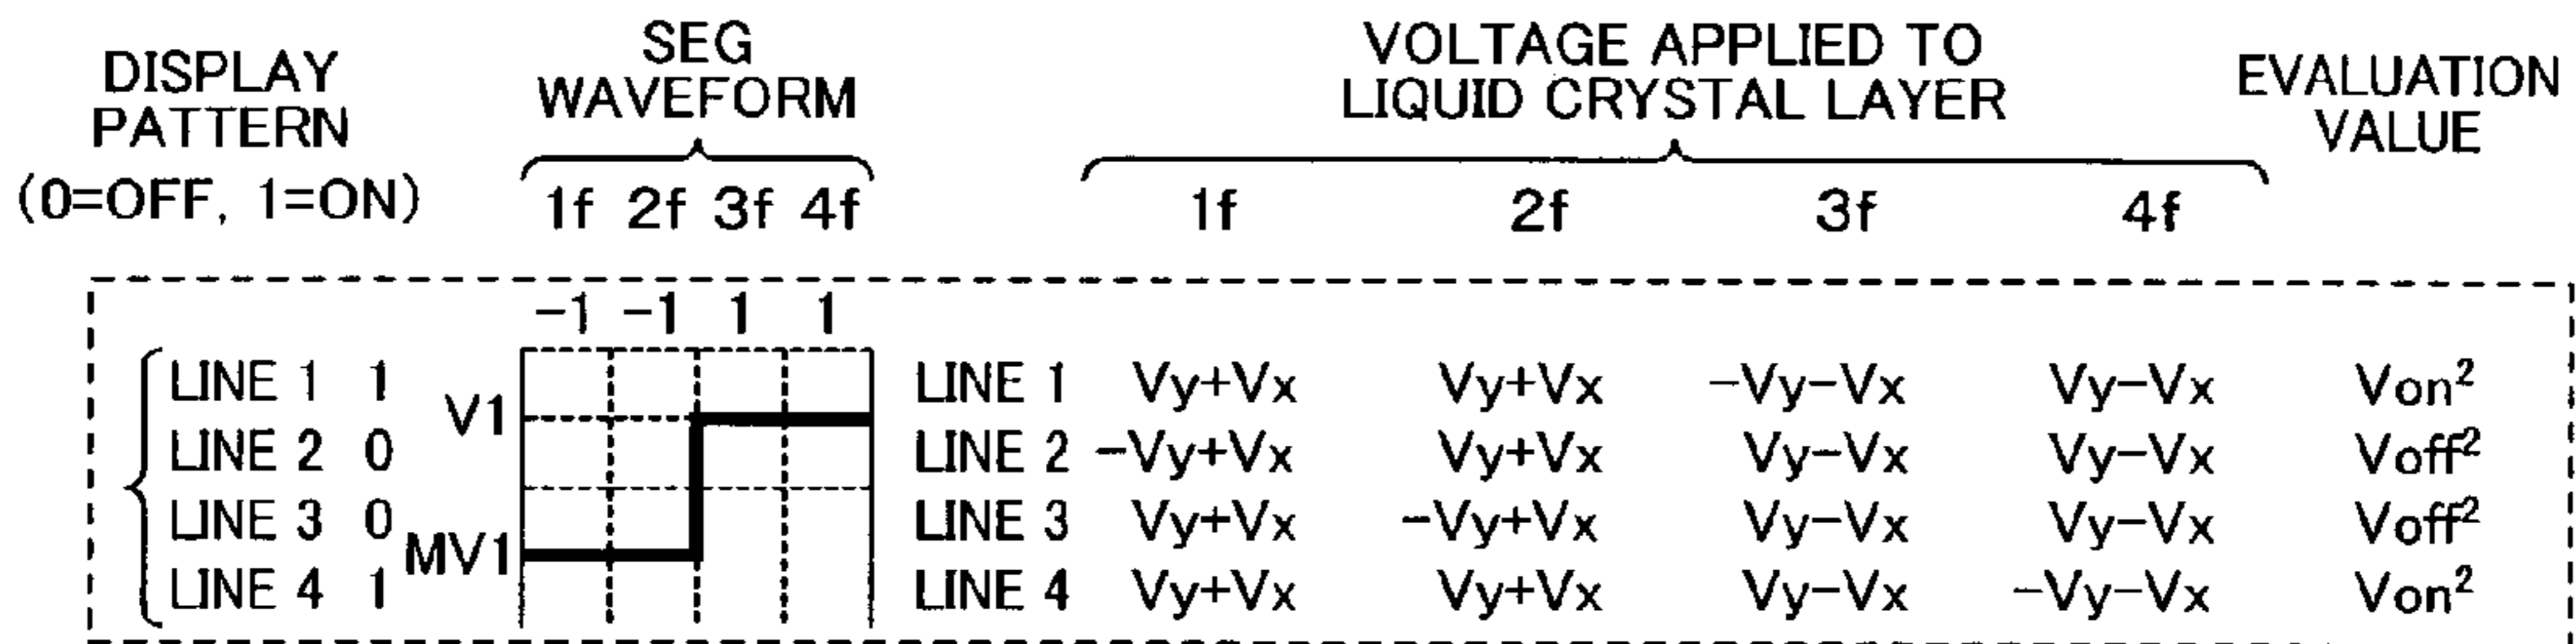 DISPLAY PATTERN (0=OFF, 1=ON)
SEG WAVEFORM
1f 2f 3f 4f
VOLTAGE APPLIED TO LIQUID CRYSTAL LAYER
1f 2f 3f 4f
EVALUATION VALUE
-1 -1 1 1
LINE 1 1
LINE 2 0
LINE 3 0
LINE 4 1
V1
MV1
LINE 1 Vy+Vx Vy+Vx -Vy-Vx Vy-Vx Von²
LINE 2 -Vy+Vx Vy+Vx Vy-Vx Vy-Vx Voff²
LINE 3 Vy+Vx -Vy+Vx Vy-Vx Vy-Vx Voff²
LINE 4 Vy+Vx Vy+Vx Vy-Vx -Vy-Vx Von²